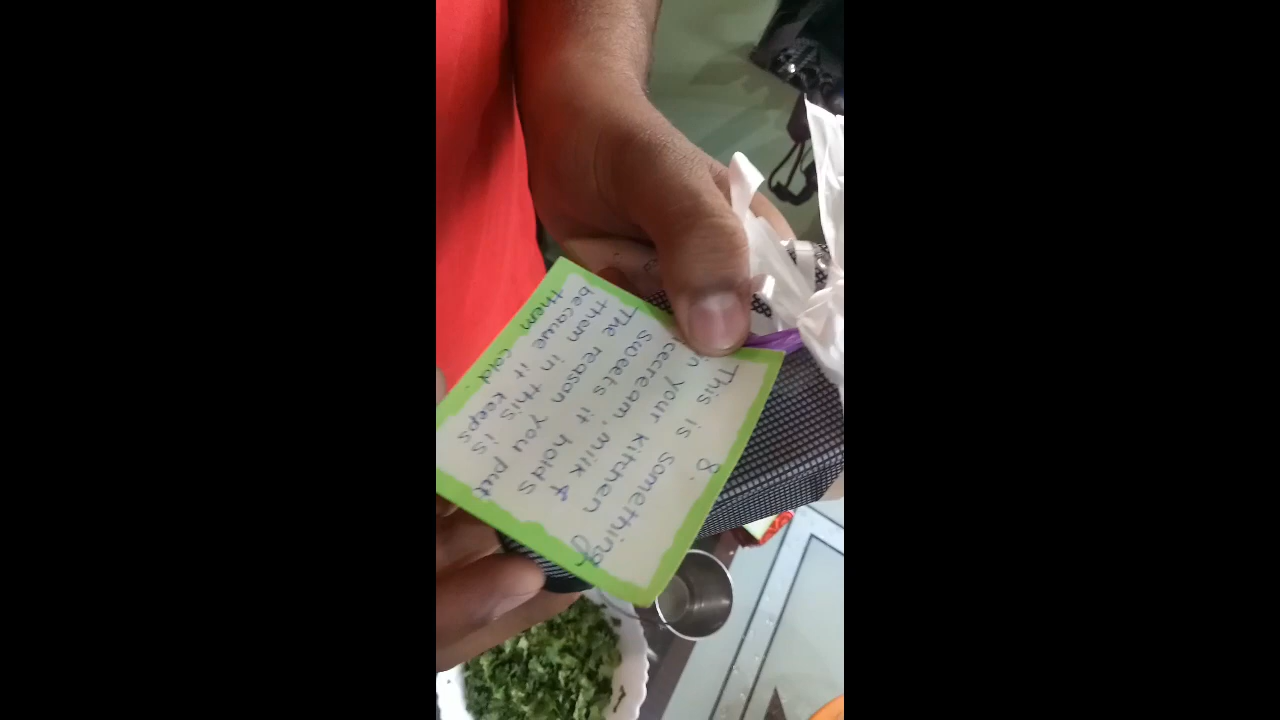 8.
This is something
in your kitchen
icecream, milk &
sweets it holds
The reason you put
them in this is
because it keeps
them cold.